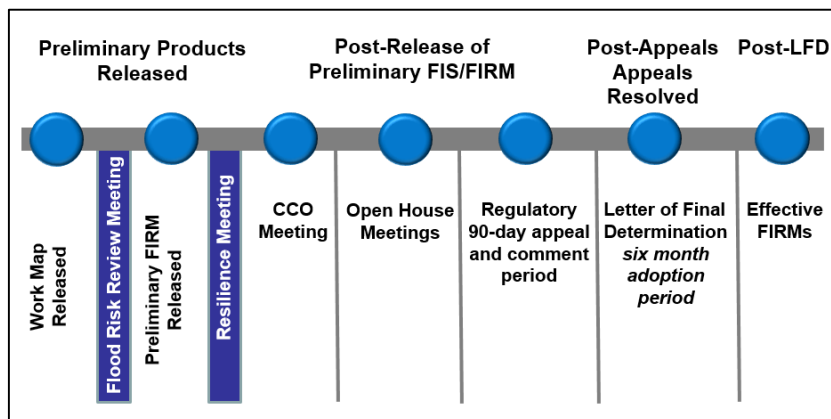 Preliminary Products
Released
Post-Release of
Preliminary FIS/FIRM
Post-Appeals
Appeals
Resolved
Post-LFD
Work Map
Released
Flood Risk Review Meeting
Preliminary FIRM
Released
Resilience Meeting
CCO
Meeting
Open House
Meetings
Regulatory
90-day appeal
and comment
period
Letter of Final
Determination
six month
adoption
period
Effective
FIRMs